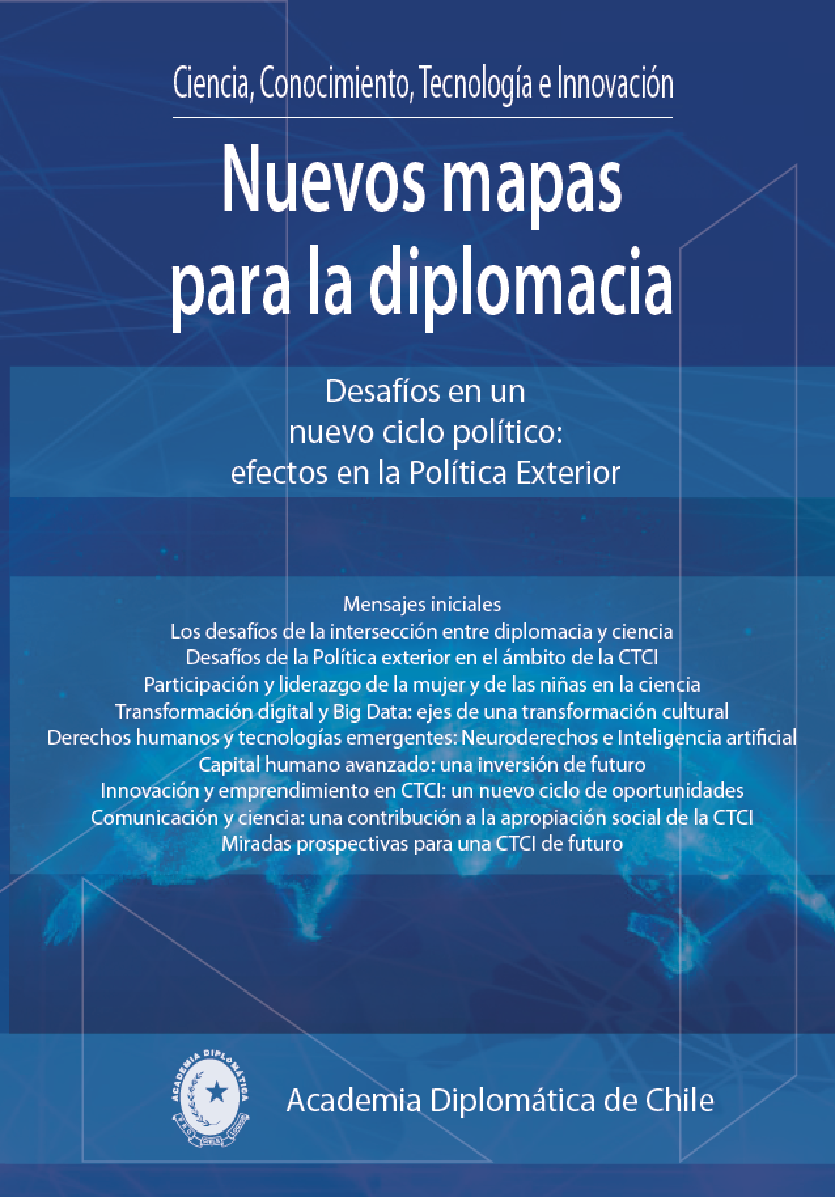 Ciencia, Conocimiento, Tecnología e Innovación
Nuevos mapas
para la diplomacia
Desafíos en un
nuevo ciclo político:
efectos en la Política Exterior
Mensajes iniciales
Los desafíos de la intersección entre diplomacia y ciencia
Desafíos de la Política exterior en el ámbito de la CTCI
Participación y liderazgo de la mujer y de las niñas en la ciencia
Transformación digital y Big Data: ejes de una transformación cultural
Derechos humanos y tecnologías emergentes: Neuroderechos e Inteligencia artificial
Capital humano avanzado: una inversión de futuro
Innovación y emprendimiento en CTCI: un nuevo ciclo de oportunidades
Comunicación y ciencia: una contribución a la apropiación social de la CTCI
Miradas prospectivas para una CTCI de futuro
ACADEMIA DIPLOMÁTICA
CHILE
Academia Diplomática de Chile